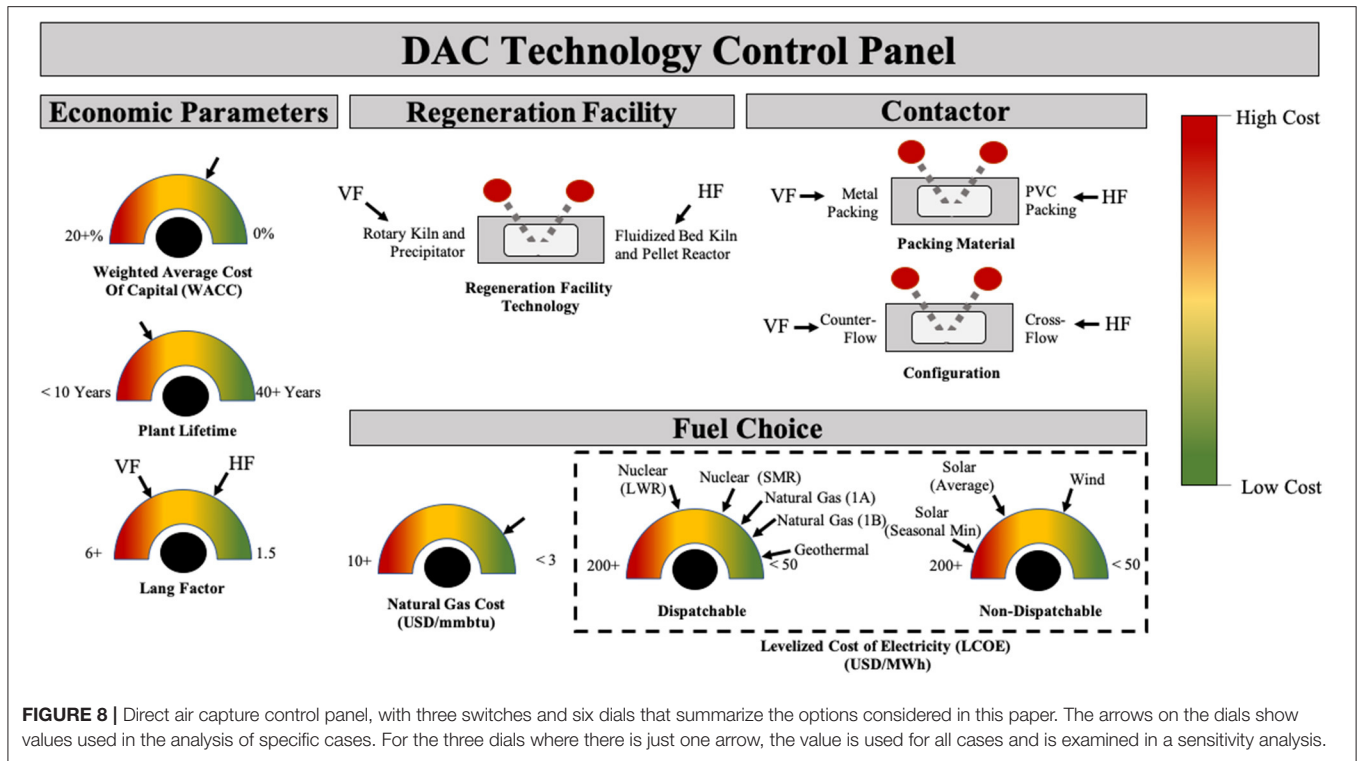 DAC Technology Control Panel
Economic Parameters
20+%
0%
Weighted Average Cost
Of Capital (WACC)
< 10 Years
40+ Years
Plant Lifetime
VF
HF
6+
1.5
Lang Factor
Regeneration Facility
VF
HF
Rotary Kiln and
Precipitator
Fluidized Bed Kiln
and Pellet Reactor
Regeneration Facility
Technology
Contactor
VF
Metal
Packing
PVC
Packing
HF
Packing Material
VF
Counter-
Flow
Cross-
Flow
HF
Configuration
Fuel Choice
10+
< 3
Natural Gas Cost
(USD/mmbtu)
Nuclear
(LWR)
Nuclear (SMR)
Natural Gas (1A)
Natural Gas (1B)
Geothermal
200+
< 50
Dispatchable
Solar
(Average)
Wind
Solar
(Seasonal Min)
200+
< 50
Non-Dispatchable
Levelized Cost of Electricity (LCOE)
(USD/MWh)
High Cost
Low Cost
FIGURE 8 | Direct air capture control panel, with three switches and six dials that summarize the options considered in this paper. The arrows on the dials show
values used in the analysis of specific cases. For the three dials where there is just one arrow, the value is used for all cases and is examined in a sensitivity analysis.